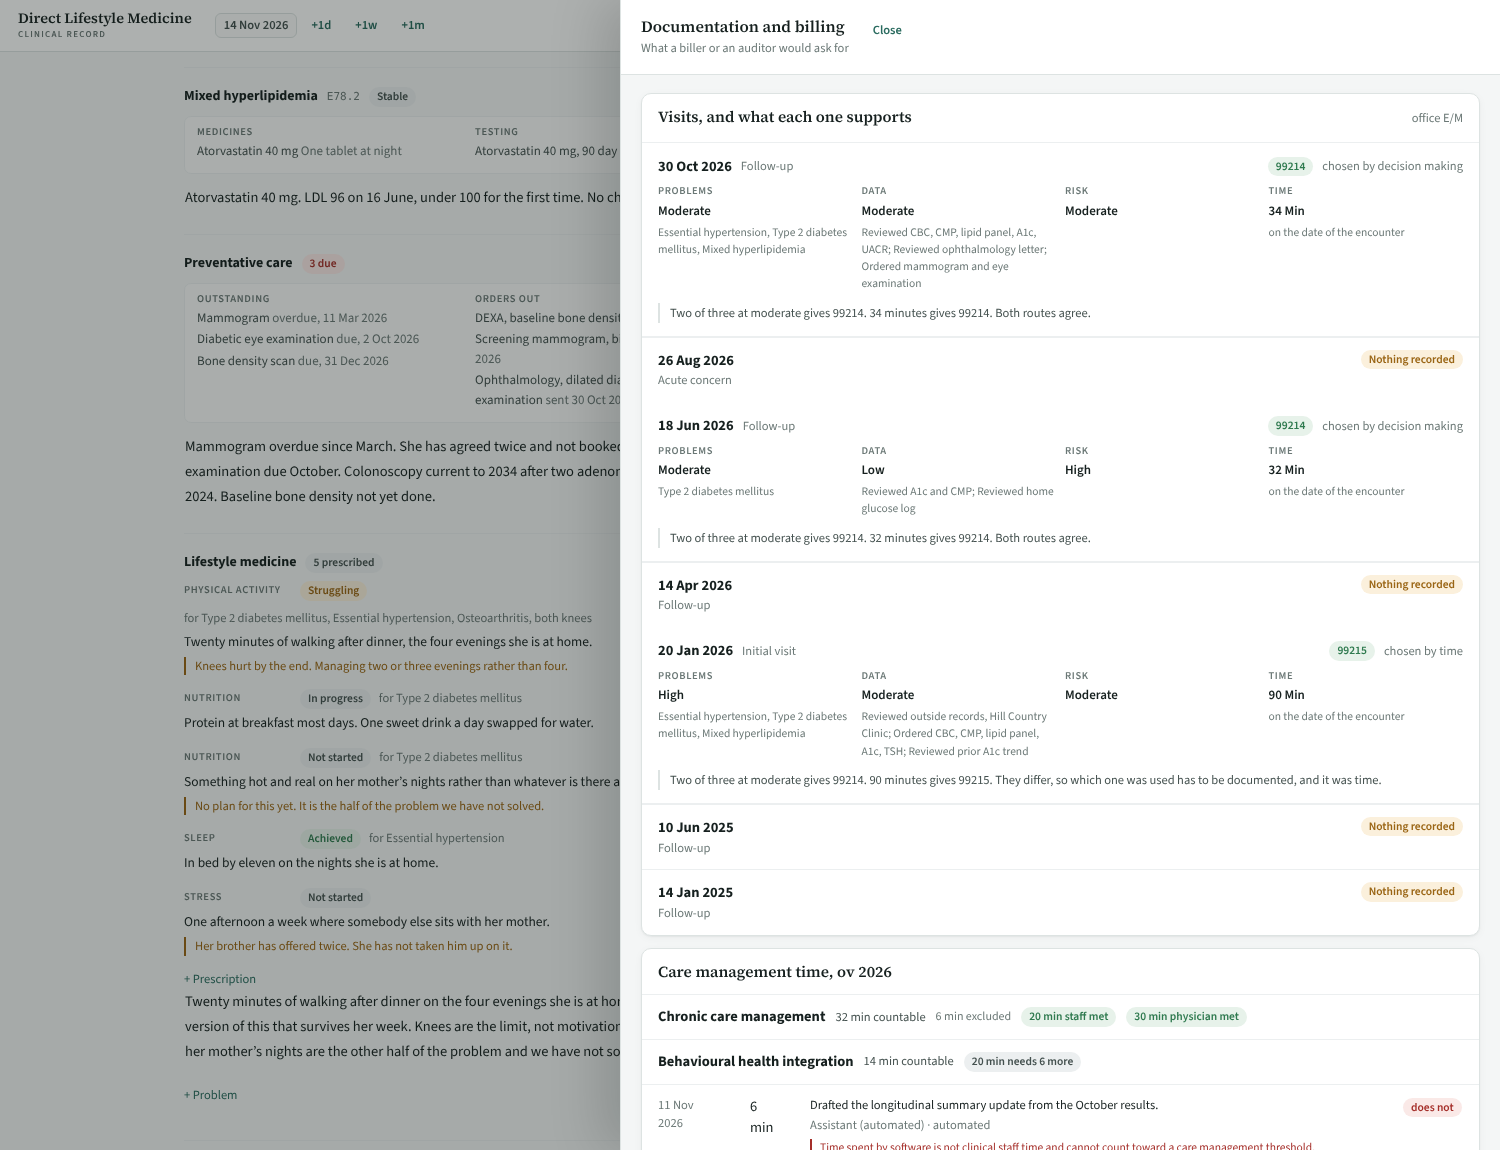 Direct Lifestyle Medicine
CLINICAL RECORD
14 Nov 2026 +1d +1w +1m
Mixed hyperlipidemia E78.2 Stable
MEDICINES TESTING
Atorvastatin 40 mg One tablet at night Atorvastatin 40 mg, 90 day
Atorvastatin 40 mg. LDL 96 on 16 June, under 100 for the first time. No ch
Preventative care 3 due
OUTSTANDING ORDERS OUT
Mammogram overdue, 11 Mar 2026 DEXA, baseline bone densit
Diabetic eye examination due, 2 Oct 2026 Screening mammogram, b
2026
Bone density scan due, 31 Dec 2026
Ophthalmology, dilated dia
examination sent 30 Oct 20
Mammogram overdue since March. She has agreed twice and not booked
examination due October. Colonoscopy current to 2034 after two adenor
2024. Baseline bone density not yet done.
Lifestyle medicine 5 prescribed
PHYSICAL ACTIVITY Struggling
for Type 2 diabetes mellitus, Essential hypertension, Osteoarthritis, both knees
Twenty minutes of walking after dinner, the four evenings she is at home.
Knees hurt by the end. Managing two or three evenings rather than four.
NUTRITION In progress for Type 2 diabetes mellitus
Protein at breakfast most days. One sweet drink a day swapped for water.
NUTRITION Not started for Type 2 diabetes mellitus
Something hot and real on her mother's nights rather than whatever is there a
No plan for this yet. It is the half of the problem we have not solved.
SLEEP Achieved for Essential hypertension
In bed by eleven on the nights she is at home.
STRESS Not started
One afternoon a week where somebody else sits with her mother.
Her brother has offered twice. She has not taken him up on it.
+ Prescription
Twenty minutes of walking after dinner on the four evenings she is at hor
version of this that survives her week. Knees are the limit, not motivation
her mother's nights are the other half of the problem and we have not so
+ Problem
Documentation and billing Close
What a biller or an auditor would ask for
Visits, and what each one supports office E/M
30 Oct 2026 Follow-up 99214 chosen by decision making
PROBLEMS DATA RISK TIME
Moderate Moderate Moderate 34 Min
Essential hypertension, Type 2 diabetes mellitus, Mixed hyperlipidemia
Reviewed CBC, CMP, lipid panel, A1c,
UACR; Reviewed ophthalmology letter;
Ordered mammogram and eye
examination
on the date of the encounter
Two of three at moderate gives 99214. 34 minutes gives 99214. Both routes agree.
26 Aug 2026 Nothing recorded
Acute concern
18 Jun 2026 Follow-up 99214 chosen by decision making
PROBLEMS DATA RISK TIME
Moderate Low High 32 Min
Type 2 diabetes mellitus
Reviewed A1c and CMP; Reviewed home
glucose log
on the date of the encounter
Two of three at moderate gives 99214. 32 minutes gives 99214. Both routes agree.
14 Apr 2026 Nothing recorded
Follow-up
20 Jan 2026 Initial visit 99215 chosen by time
PROBLEMS DATA RISK TIME
High Moderate Moderate 90 Min
Essential hypertension, Type 2 diabetes
mellitus, Mixed hyperlipidemia
Reviewed outside records, Hill Country
Clinic; Ordered CBC, CMP, lipid panel,
A1c, TSH; Reviewed prior A1c trend
on the date of the encounter
Two of three at moderate gives 99214. 90 minutes gives 99215. They differ, so which one was used has to be documented, and it was time.
10 Jun 2025 Nothing recorded
Follow-up
14 Jan 2025 Nothing recorded
Follow-up
Care management time, ov 2026
Chronic care management 32 min countable 6 min excluded 20 min staff met 30 min physician met
Behavioural health integration 14 min countable 20 min needs 6 more
11 Nov
2026
6
min
Drafted the longitudinal summary update from the October results. does not
Assistant (automated) · automated
Time spent by software is not clinical staff time and cannot count toward a care management threshold